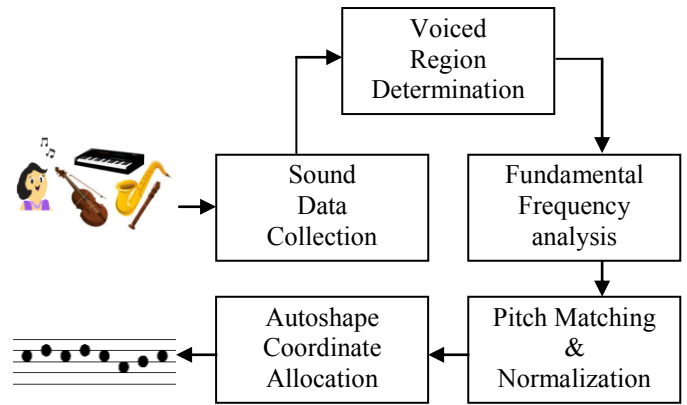 Voiced
Region
Determination
Sound
Data
Collection
Fundamental
Frequency
analysis
Pitch Matching
&
Normalization
Autoshape
Coordinate
Allocation